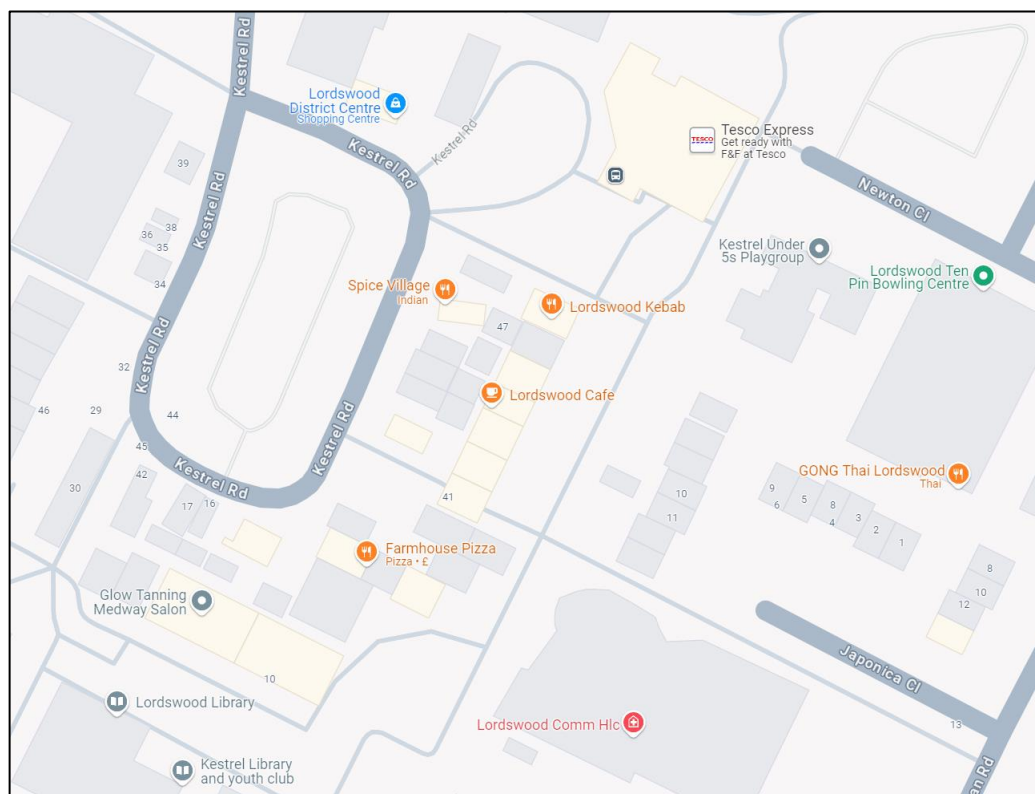 Kestrel Rd
Lordswood
District Centre
Shopping Centre
Kestrel Rd
Kestrel Rd
TESCO
Tesco Express
Get ready with
F&F at Tesco
39
Kestrel Rd
Newton Cl
36
38
35
34
Kestrel Under
5s Playgroup
Lordswood Ten
Pin Bowling Centre
Spice Village
Indian
Lordswood Kebab
47
Kestrel Rd
32
46
29
44
Lordswood Cafe
Kestrel Rd
45
42
30
Kestrel Rd
17
16
41
10
11
GONG Thai Lordswood
Thai
9
6
5
8
4
3
2
1
Farmhouse Pizza
Pizza • £
8
10
12
Glow Tanning
Medway Salon
10
Japonica Cl
Lordswood Library
Lordswood Comm Hlc
13
Kestrel Library
and youth club
an Rd